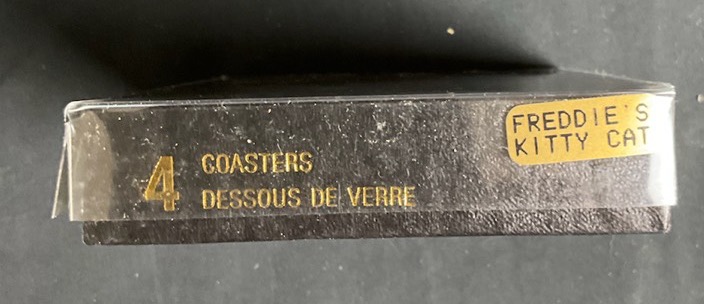 4 COASTERS
DESSOUS DE VERRE
FREDDIE'S
KITTY CAT